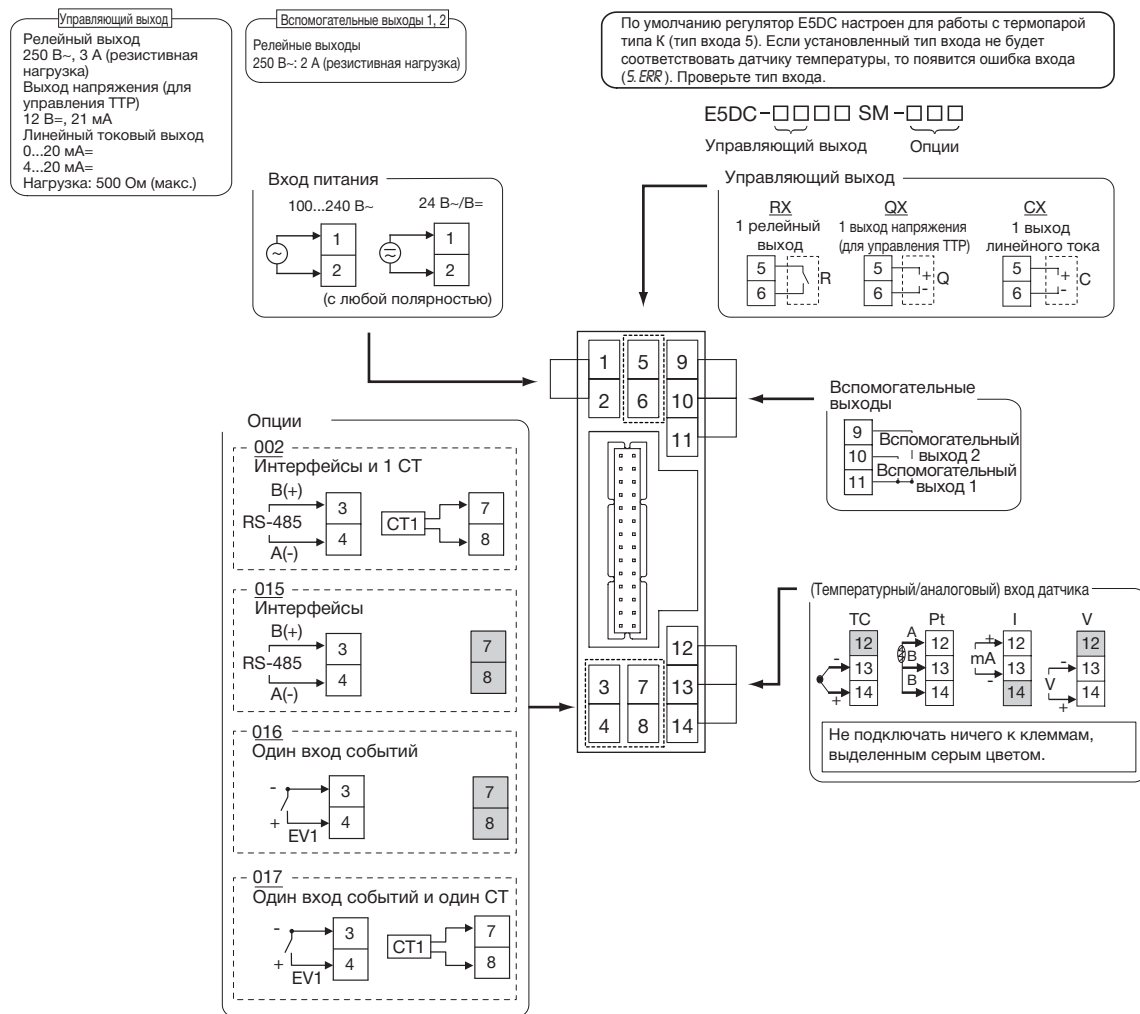 Управляющий выход
Релейный выход
250 В~, 3 А (резистивная
нагрузка)
Выход напряжения (для
управления ТТР)
12 В=, 21 мА
Линейный токовый выход
0...20 мА=
4...20 мА=
Нагрузка: 500 Ом (макс.)
Вспомогательные выходы 1, 2
Релейные выходы
250 В~: 2 А (резистивная нагрузка)
По умолчанию регулятор E5DC настроен для работы с термопарой
типа К (тип входа 5). Если установленный тип входа не будет
соответствовать датчику температуры, то появится ошибка входа
(S.ERR). Проверьте тип входа.
E5DC-□□□□ SM-□□□
Управляющий выход
Опции
Вход питания
100...240 В~
24 В~/В=
1
2
1
2
(с любой полярностью)
Управляющий выход
RX
1 релейный
выход
5
6
R
QX
1 выход напряжения
(для управления ТТР)
5
6
+
-
Q
CX
1 выход
линейного тока
5
6
+
-
C
1
2
5
6
9
10
11
Вспомогательные
выходы
9
10
11
Вспомогательный
выход 2
Вспомогательный
выход 1
Опции
002
Интерфейсы и 1 СТ
B(+)
RS-485
A(-)
3
4
CT1
7
8
015
Интерфейсы
B(+)
RS-485
A(-)
3
4
7
8
016
Один вход событий
-
+
EV1
3
4
7
8
017
Один вход событий и один СТ
-
+
EV1
3
4
CT1
7
8
3
4
7
8
12
13
14
(Температурный/аналоговый) вход датчика
TC
-
+
12
13
14
Pt
A
B
B
12
13
14
I
+
mA
-
12
13
14
V
-
V
+
12
13
14
Не подключать ничего к клеммам,
выделенным серым цветом.